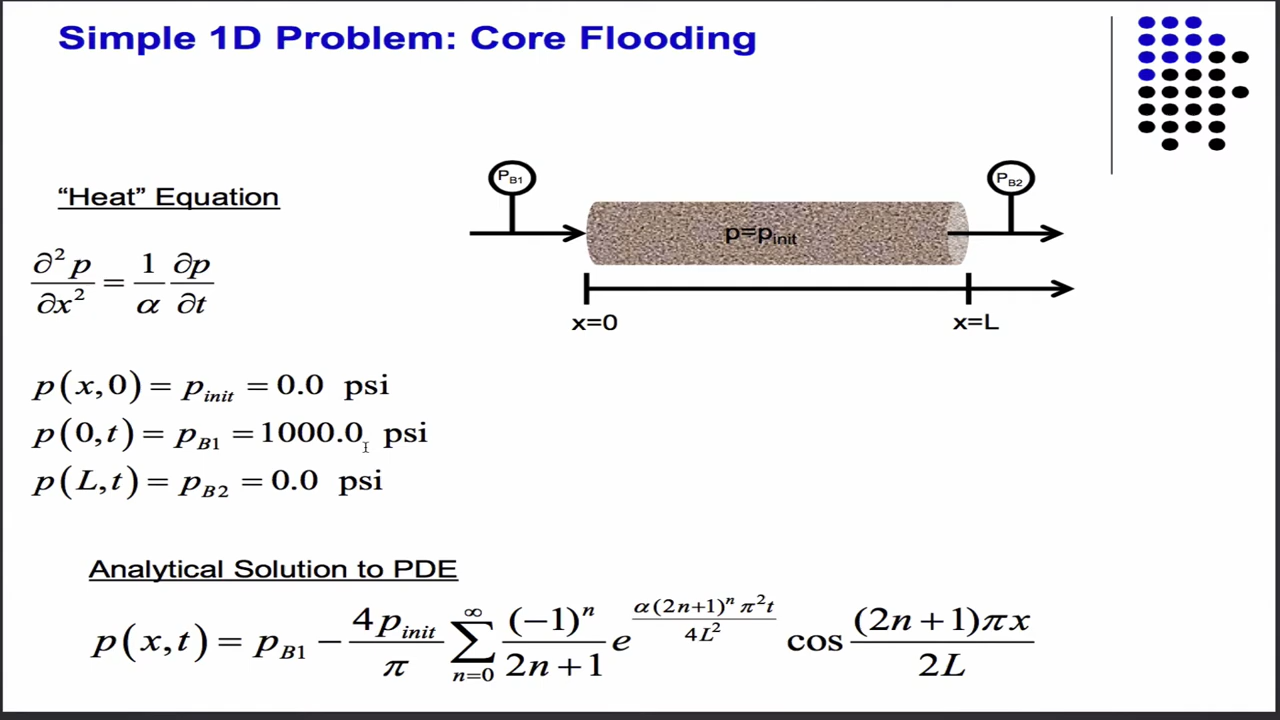 Simple 1D Problem: Core Flooding
P_B1
P_B2
"Heat" Equation
p=p_init
∂²p/∂x² = 1/α ∂p/∂t
x=0
x=L
p(x,0) = p_init = 0.0 psi
p(0,t) = p_B1 = 1000.0 psi
p(L,t) = p_B2 = 0.0 psi
Analytical Solution to PDE
p(x,t) = p_B1 − 4p_init/π ∑_{n=0}^{∞} (−1)^n/(2n+1) e^{α(2n+1)^n π²t/4L²} cos (2n+1)πx/2L